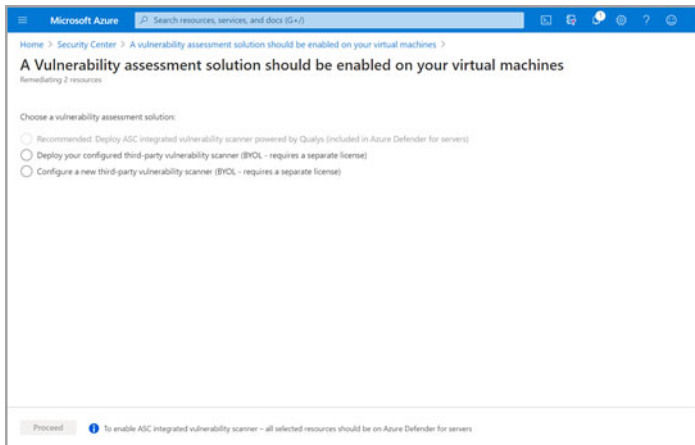 Microsoft Azure
Search resources, services, and docs (G+/)
1
Home > Security Center > A vulnerability assessment solution should be enabled on your virtual machines >
A Vulnerability assessment solution should be enabled on your virtual machines
Remediating 2 resources
Choose a vulnerability assessment solution:
Recommended: Deploy ASC integrated vulnerability scanner powered by Qualys (included in Azure Defender for servers)
Deploy your configured third-party vulnerability scanner (BYOL - requires a separate license)
Configure a new third-party vulnerability scanner (BYOL - requires a separate license)
Proceed
To enable ASC integrated vulnerability scanner – all selected resources should be on Azure Defender for servers